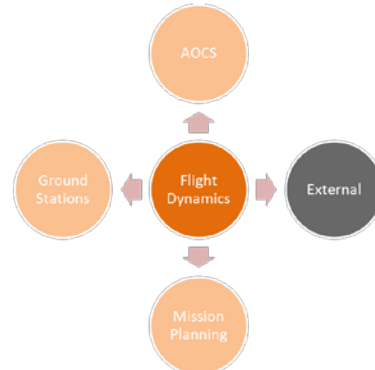 AOCS
Ground
Stations
Flight
Dynamics
External
Mission
Planning